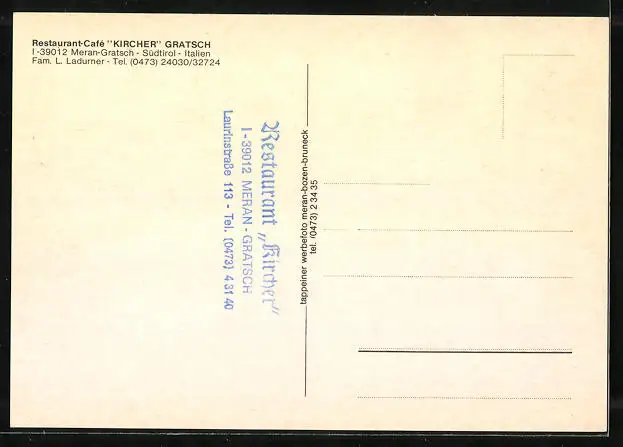 Restaurant-Café "KIRCHER" GRATSCH
I-39012 Meran-Gratsch - Südtirol - Italien
Fam. L. Ladurner - Tel. (0473) 24030/32724
Restaurant „Kircher"
I-39012 MERAN - GRATSCH
Laurinstraße 113 - Tel. (0473) 4 31 40
tappeiner werbefoto meran-bozen-bruneck
tel. (0473) 2 34 35